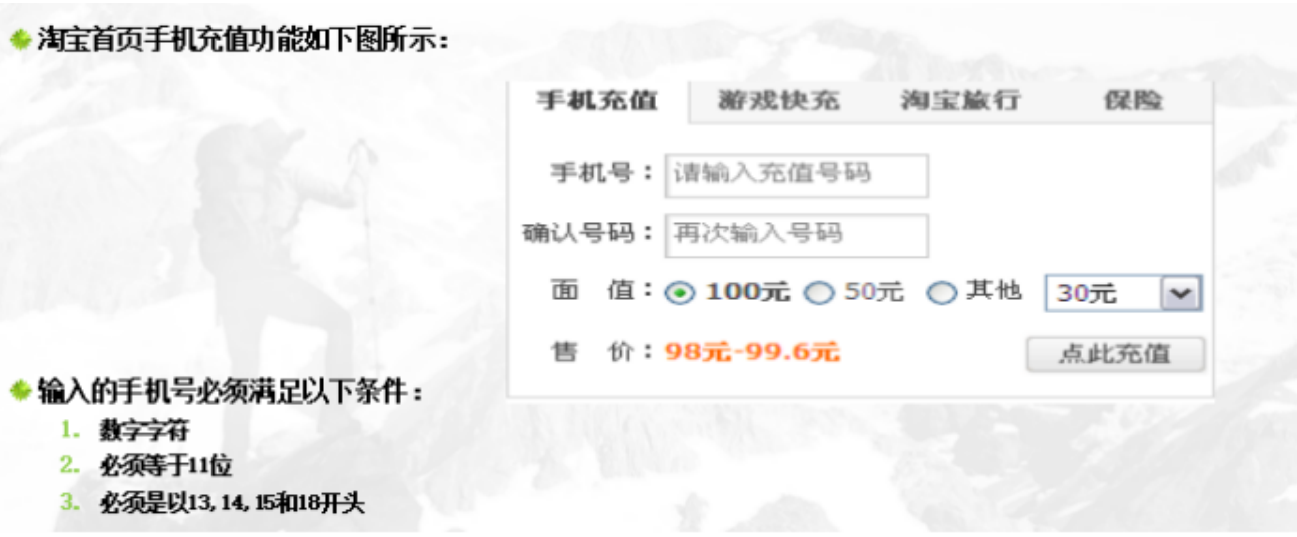 淘宝首页手机充值功能如下图所示：
手机充值 游戏快充 淘宝旅行 保险
手机号： 请输入充值号码
确认号码： 再次输入号码
面 值： 100元 50元 其他 30元
售 价： 98元-99.6元 点此充值
输入的手机号必须满足以下条件：
1. 数字字符
2. 必须等于11位
3. 必须是以13, 14, 15和18开头